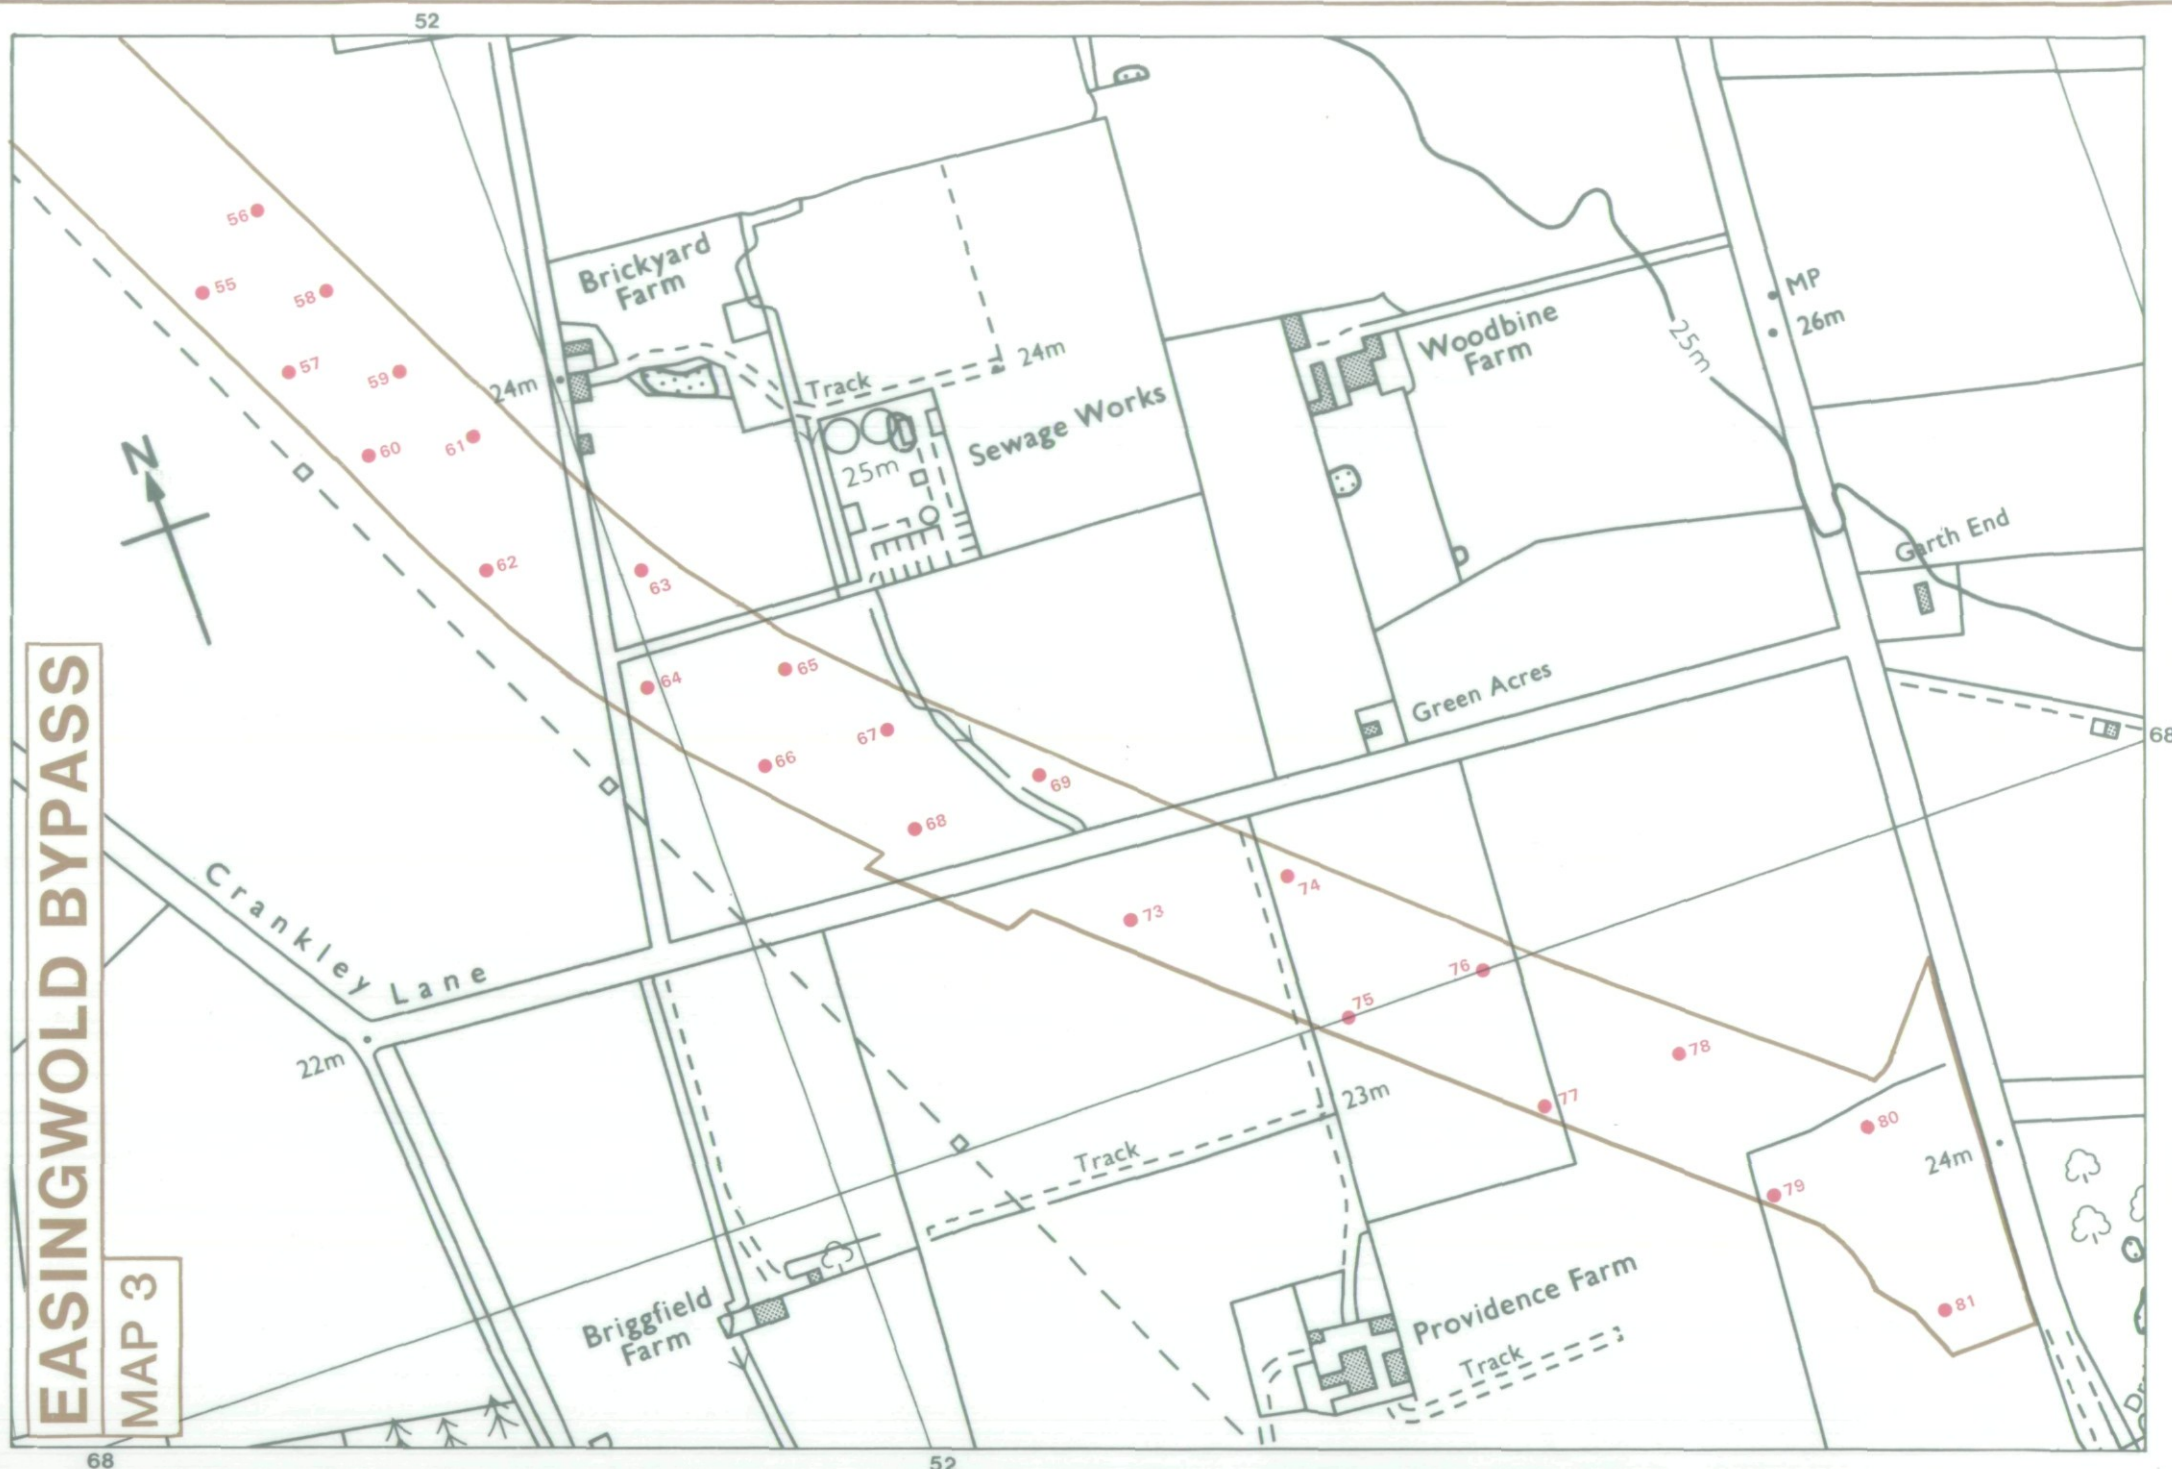 52
56
55
58
57
59
60
61
62
63
64
65
66
67
68
69
73
74
75
76
77
78
79
80
81
Brickyard
Farm
24m
Track
24m
Sewage Works
25m
Woodbine
Farm
MP
26m
25m
Garth End
Green Acres
68
N
Crankley Lane
22m
23m
Track
24m
Briggfield
Farm
Providence Farm
Track
EASINGWOLD BYPASS
MAP 3
68
52